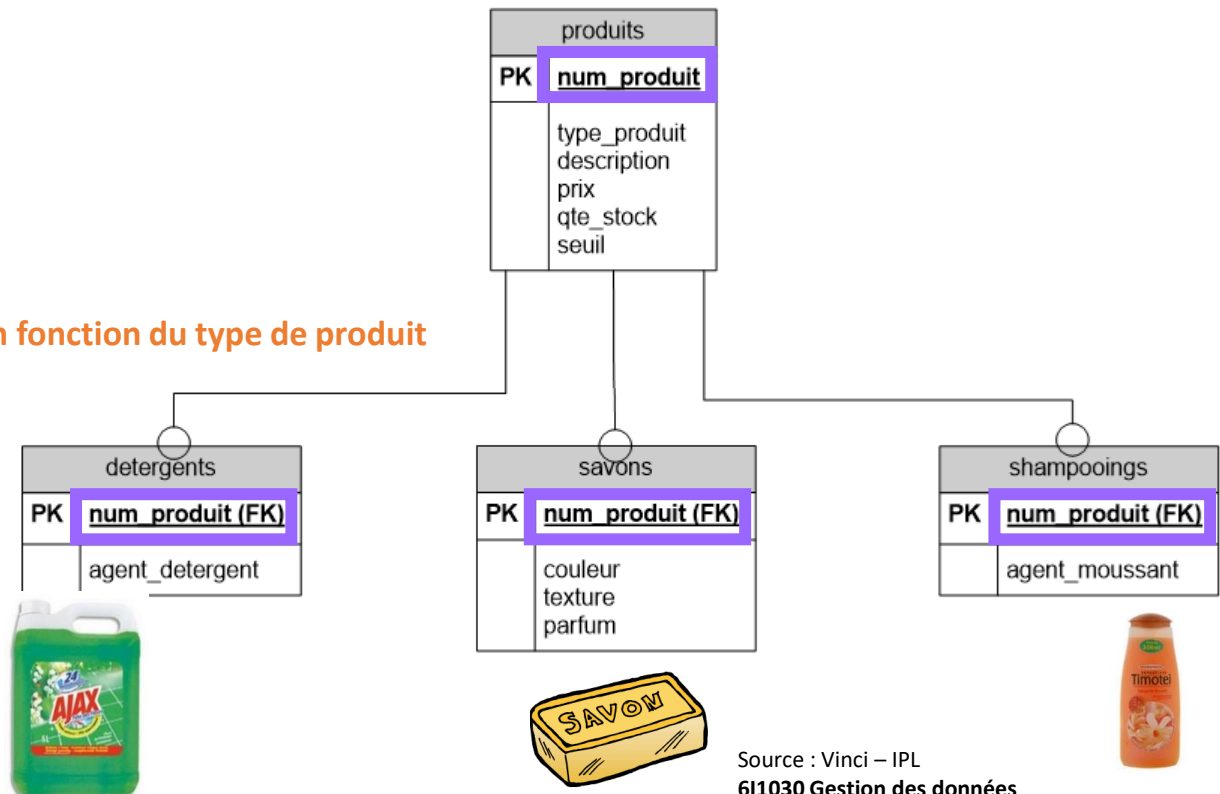 produits
PK num_produit
type_produit
description
prix
qte_stock
seuil
fonction du type de produit
detergents
PK num_produit (FK)
agent_detergent
savons
PK num_produit (FK)
couleur
texture
parfum
shampooings
PK num_produit (FK)
agent_moussant
24
AJAX
5L
SAVON
Timotei
Source : Vinci – IPL
6I1030 Gestion des données